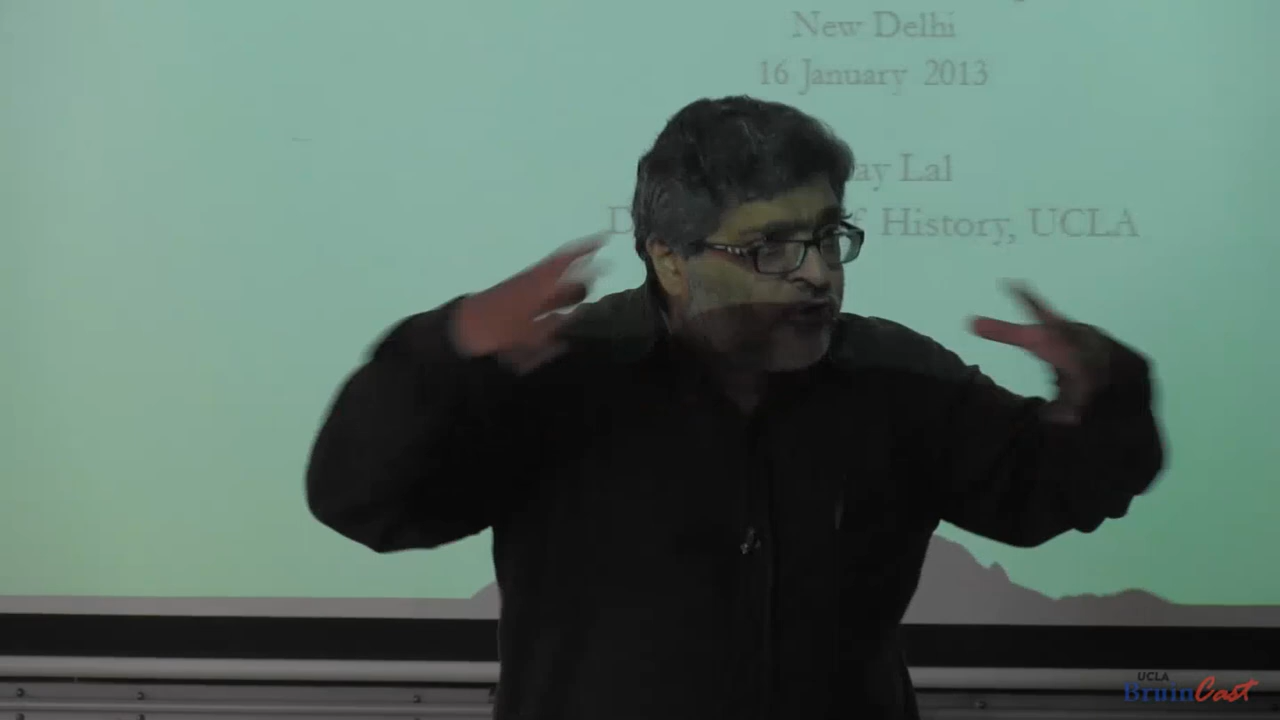 New Delhi
16 January 2013
ay Lal
D f History, UCLA
UCLA
BruinCast